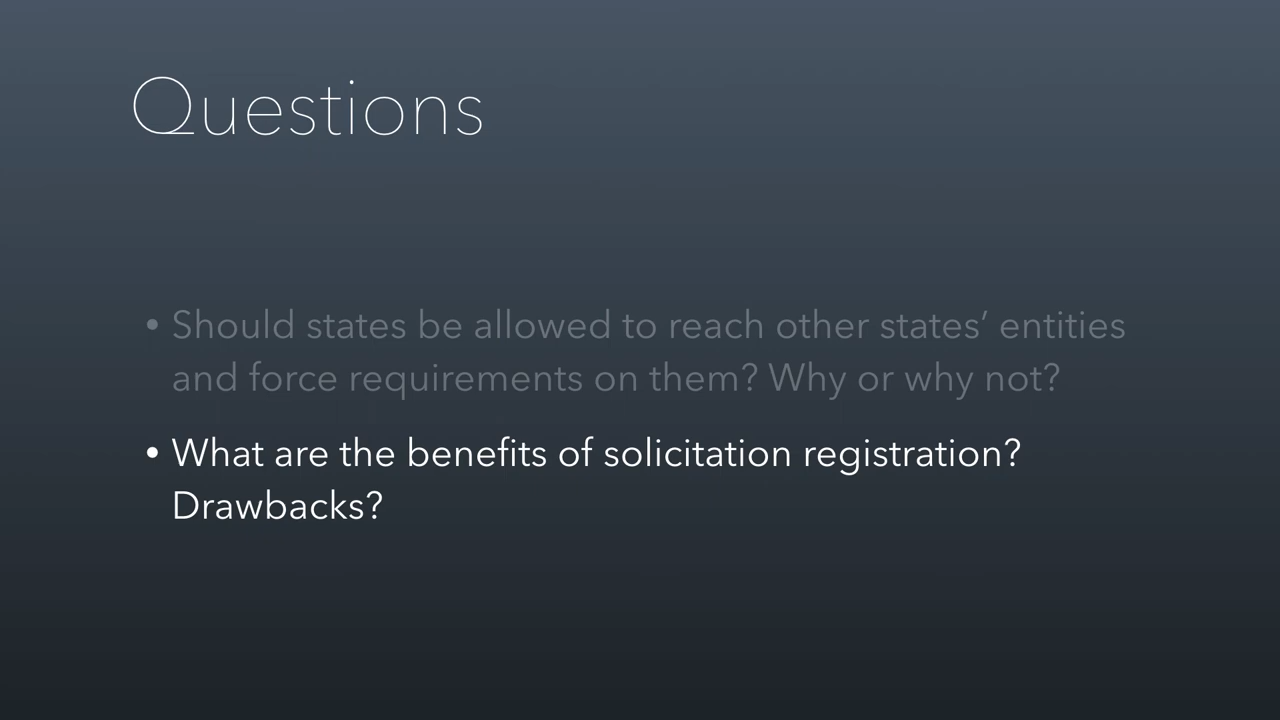 Questions
• Should states be allowed to reach other states’ entities
and force requirements on them? Why or why not?
• What are the benefits of solicitation registration?
Drawbacks?